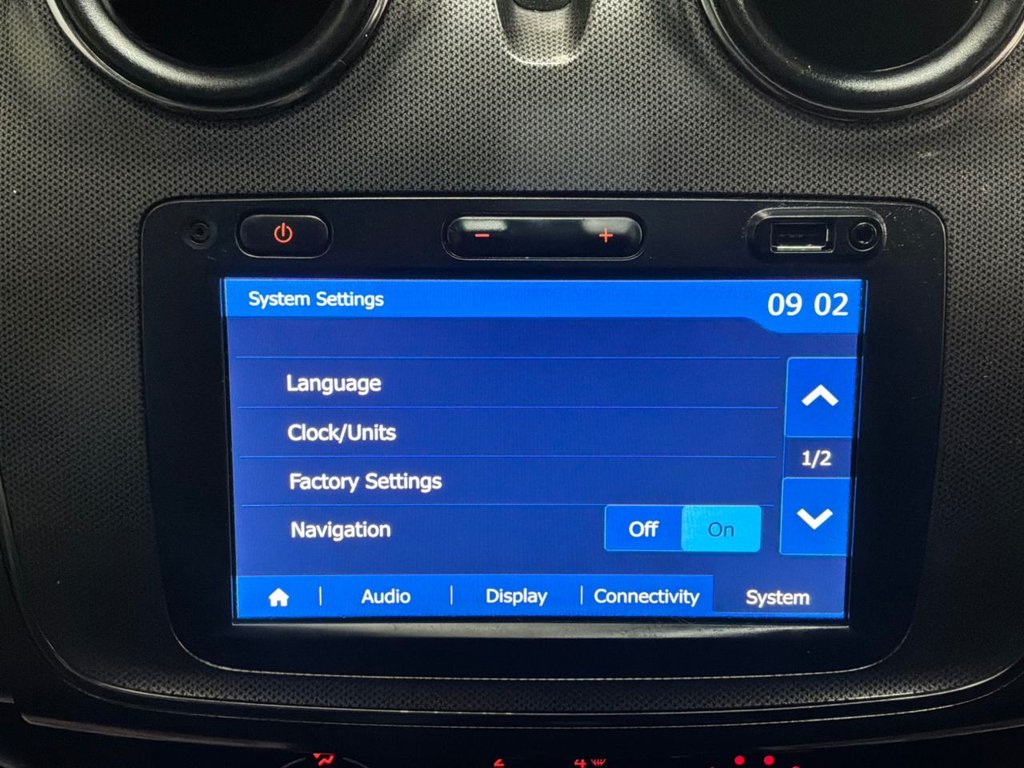 − +
System Settings 09 02
Language
Clock/Units
1/2
Factory Settings
Navigation Off On
Audio | Display | Connectivity System